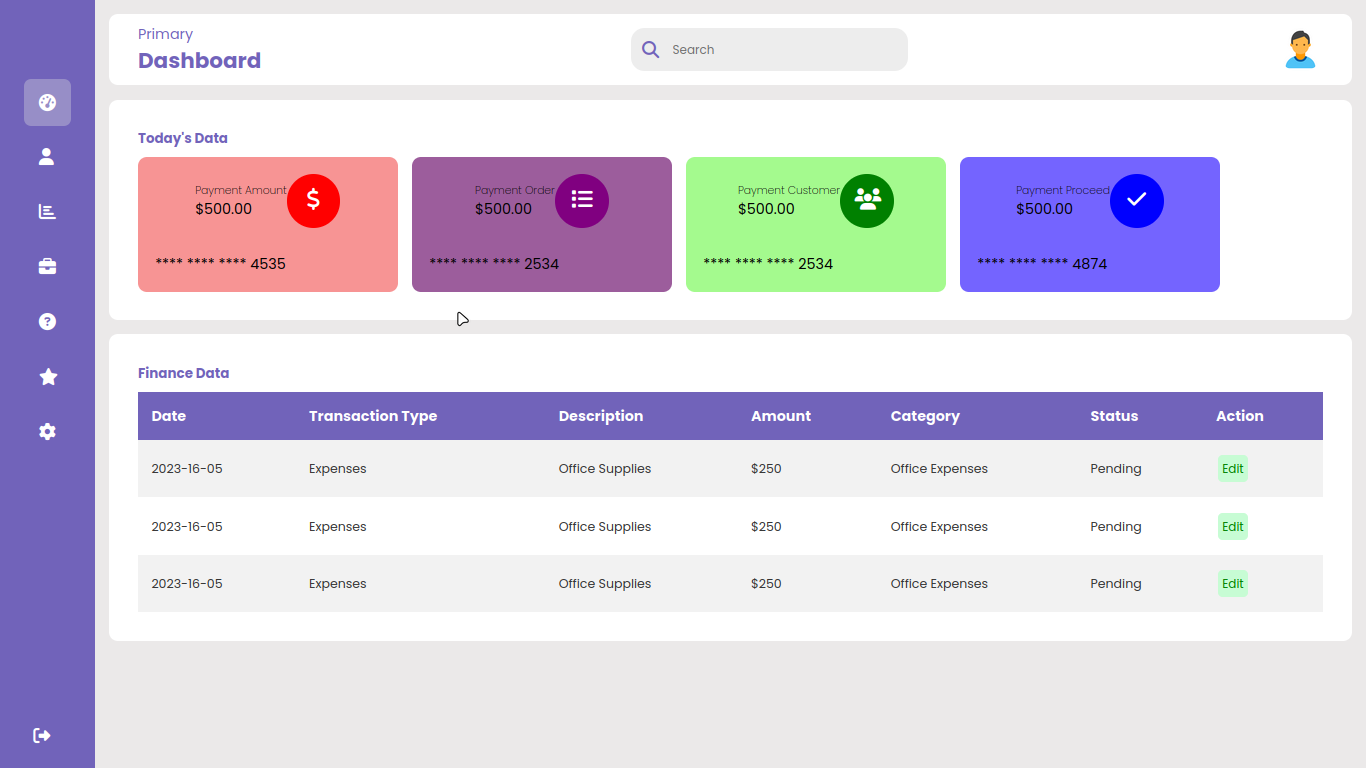 Primary
Dashboard
Search
Today's Data
Payment Amount
$500.00
**** **** **** 4535
Payment Order
$500.00
**** **** **** 2534
Payment Customer
$500.00
**** **** **** 2534
Payment Proceed
$500.00
**** **** **** 4874
Finance Data
Date Transaction Type Description Amount Category Status Action
2023-16-05 Expenses Office Supplies $250 Office Expenses Pending Edit
2023-16-05 Expenses Office Supplies $250 Office Expenses Pending Edit
2023-16-05 Expenses Office Supplies $250 Office Expenses Pending Edit